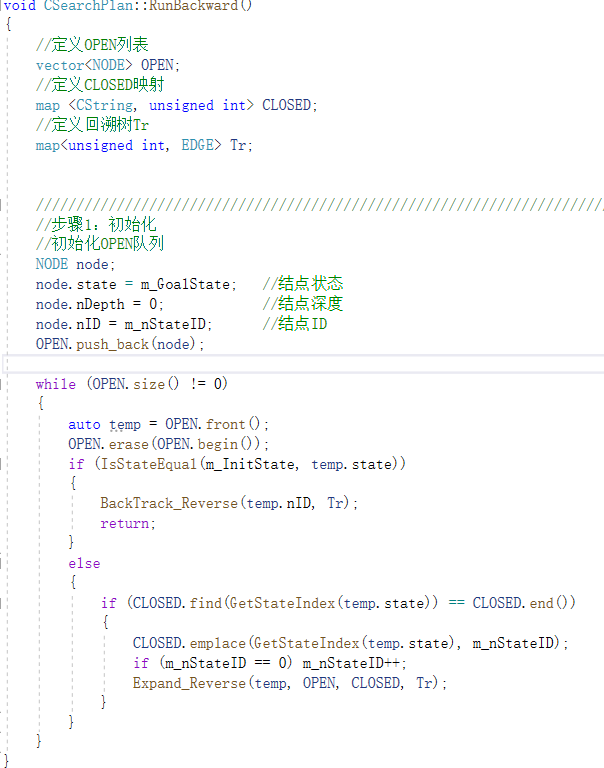 void CSearchPlan::RunBackward()
{
//定义OPEN列表
vector<NODE> OPEN;
//定义CLOSED映射
map <CString, unsigned int> CLOSED;
//定义回溯树Tr
map<unsigned int, EDGE> Tr;
///////////////////////////////////////////////////////////////////////
//步骤1：初始化
//初始化OPEN队列
NODE node;
node.state = m_GoalState; //结点状态
node.nDepth = 0; //结点深度
node.nID = m_nStateID; //结点ID
OPEN.push_back(node);
while (OPEN.size() != 0)
{
auto temp = OPEN.front();
OPEN.erase(OPEN.begin());
if (IsStateEqual(m_InitState, temp.state))
{
BackTrack_Reverse(temp.nID, Tr);
return;
}
else
{
if (CLOSED.find(GetStateIndex(temp.state)) == CLOSED.end())
{
CLOSED.emplace(GetStateIndex(temp.state), m_nStateID);
if (m_nStateID == 0) m_nStateID++;
Expand_Reverse(temp, OPEN, CLOSED, Tr);
}
}
}
}